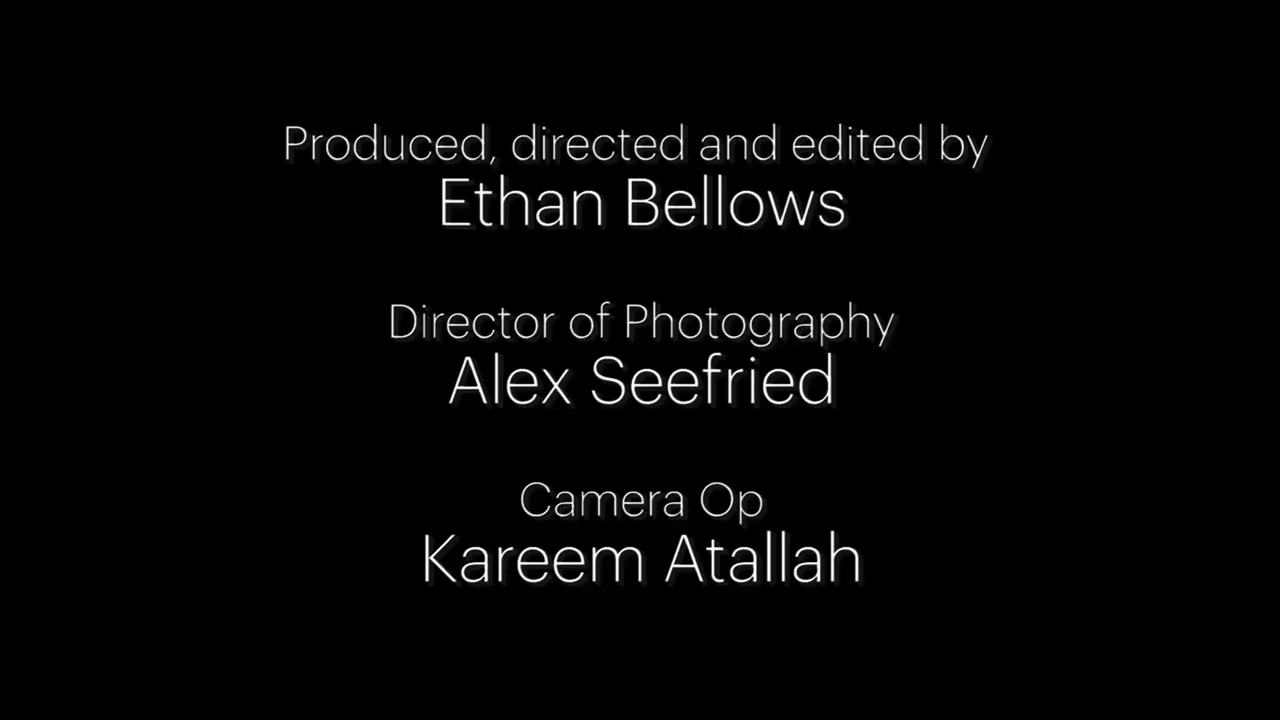 Produced, directed and edited by
Ethan Bellows
Director of Photography
Alex Seefried
Camera Op
Kareem Atallah